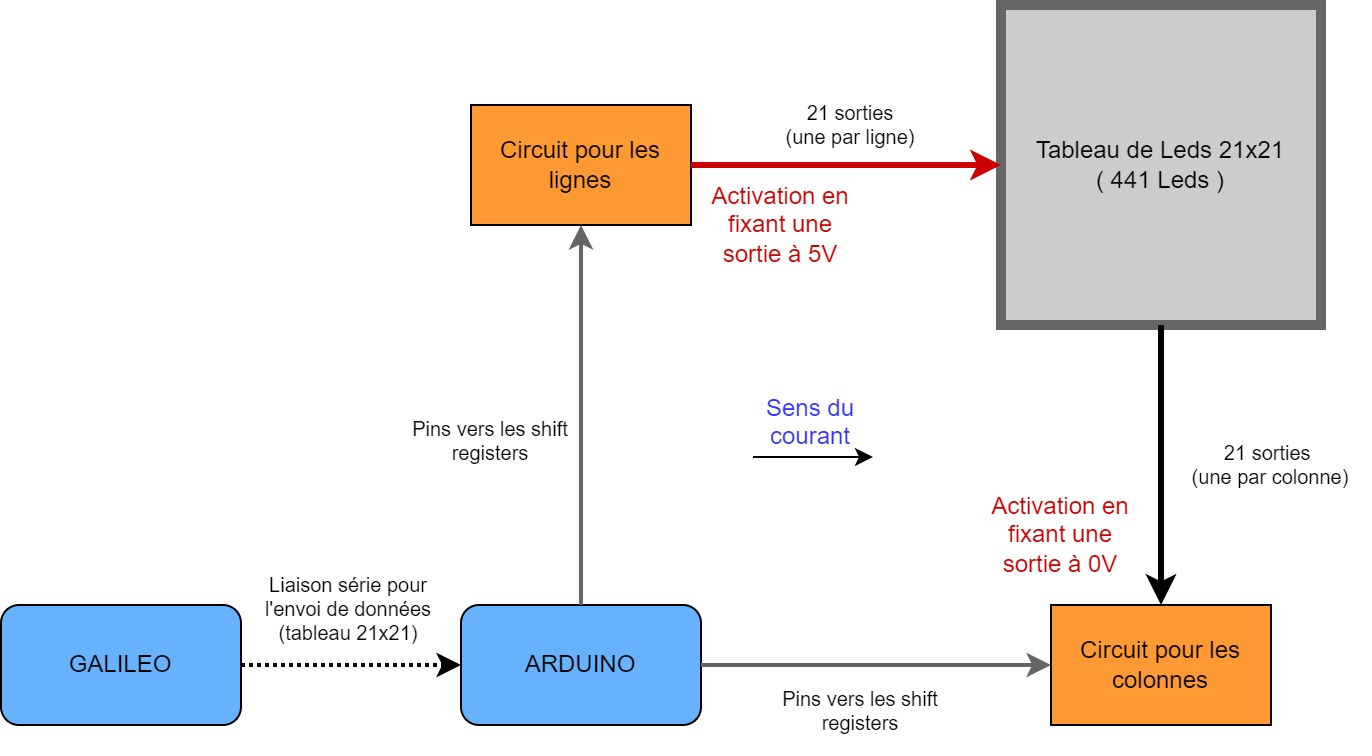 21 sorties
(une par ligne)
Circuit pour les
lignes
Tableau de Leds 21x21
( 441 Leds )
Activation en
fixant une
sortie à 5V
Pins vers les shift
registers
Sens du
courant
21 sorties
(une par colonne)
Activation en
fixant une
sortie à 0V
Liaison série pour
l'envoi de données
(tableau 21x21)
GALILEO
ARDUINO
Circuit pour les
colonnes
Pins vers les shift
registers